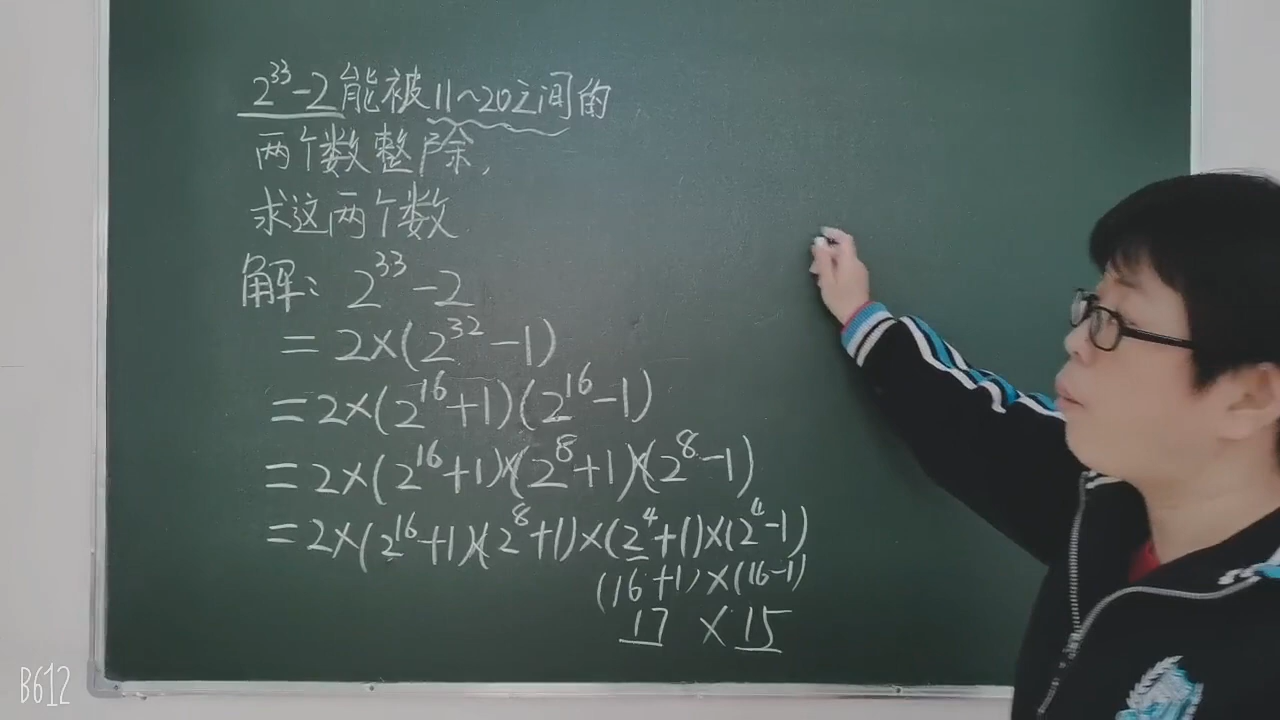 2³³-2能被11~20之间的
两个数整除,
求这两个数
解: 2³³-2
=2×(2³²-1)
=2×(2¹⁶+1)(2¹⁶-1)
=2×(2¹⁶+1)×(2⁸+1)×(2⁸-1)
=2×(2¹⁶+1)×(2⁸+1)×(2⁴+1)×(2⁴-1)
(16+1)×(16-1)
17×15
B612